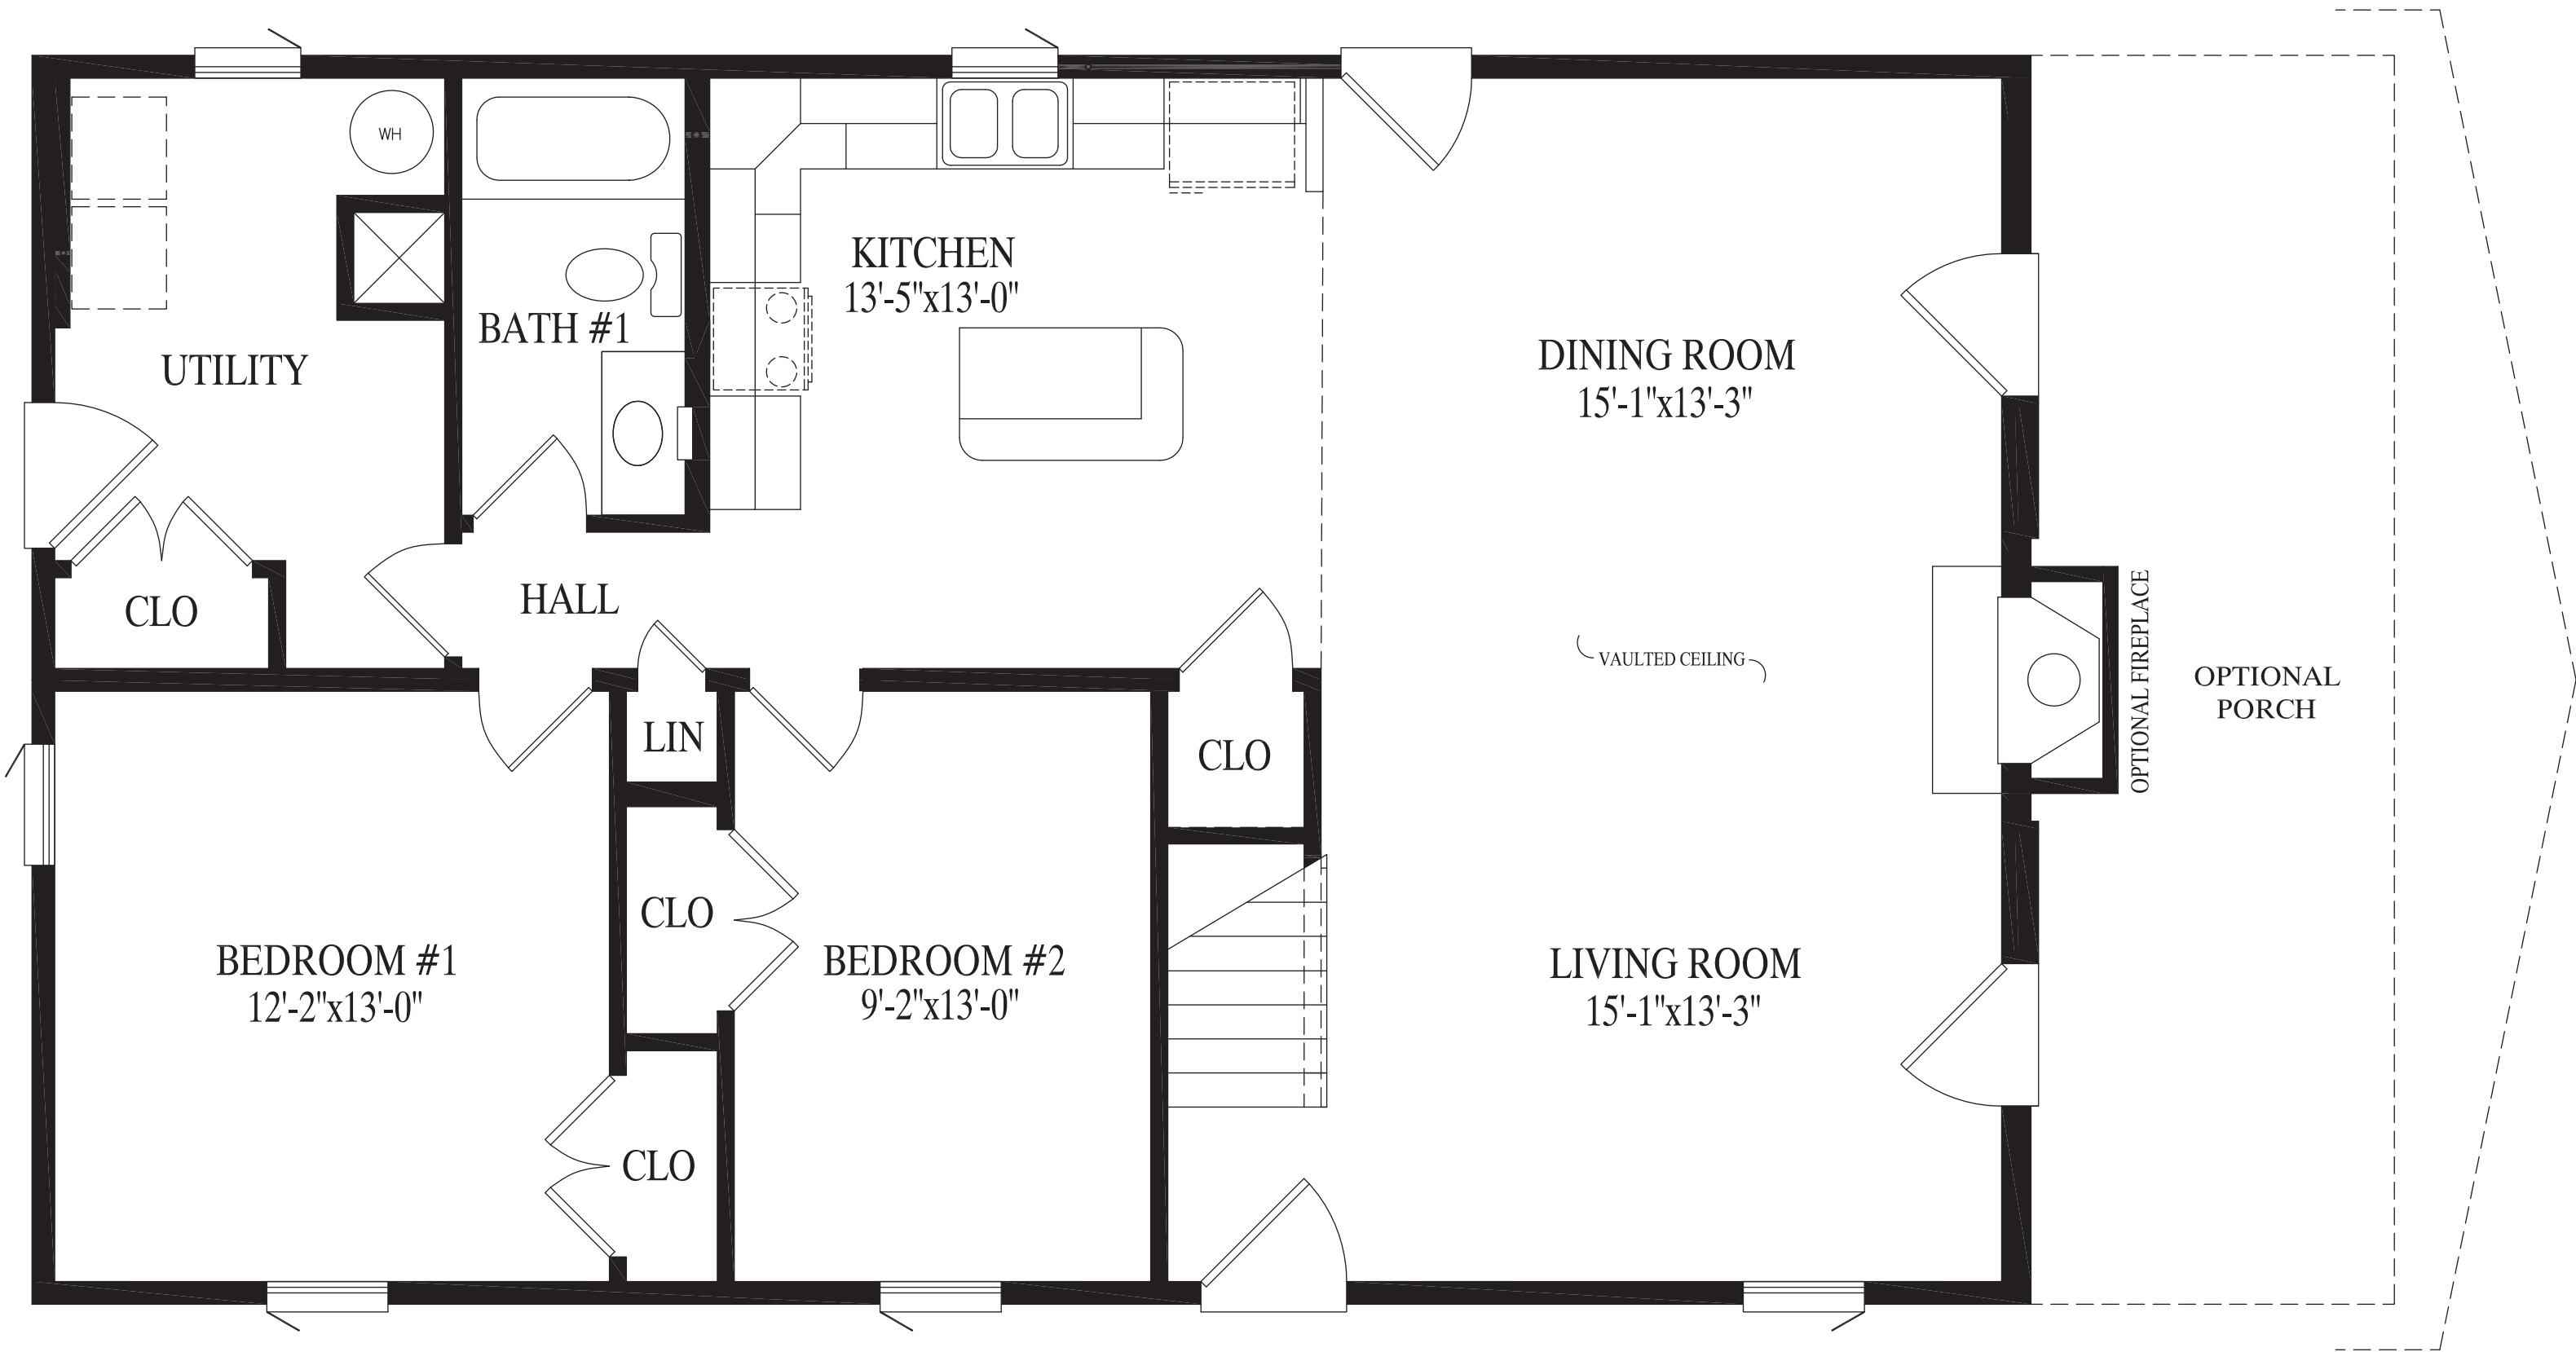 WH
KITCHEN
13'-5"x13'-0"
BATH #1
UTILITY
DINING ROOM
15'-1"x13'-3"
CLO
HALL
VAULTED CEILING
OPTIONAL FIREPLACE
OPTIONAL
PORCH
LIN
CLO
CLO
BEDROOM #1
12'-2"x13'-0"
BEDROOM #2
9'-2"x13'-0"
LIVING ROOM
15'-1"x13'-3"
CLO